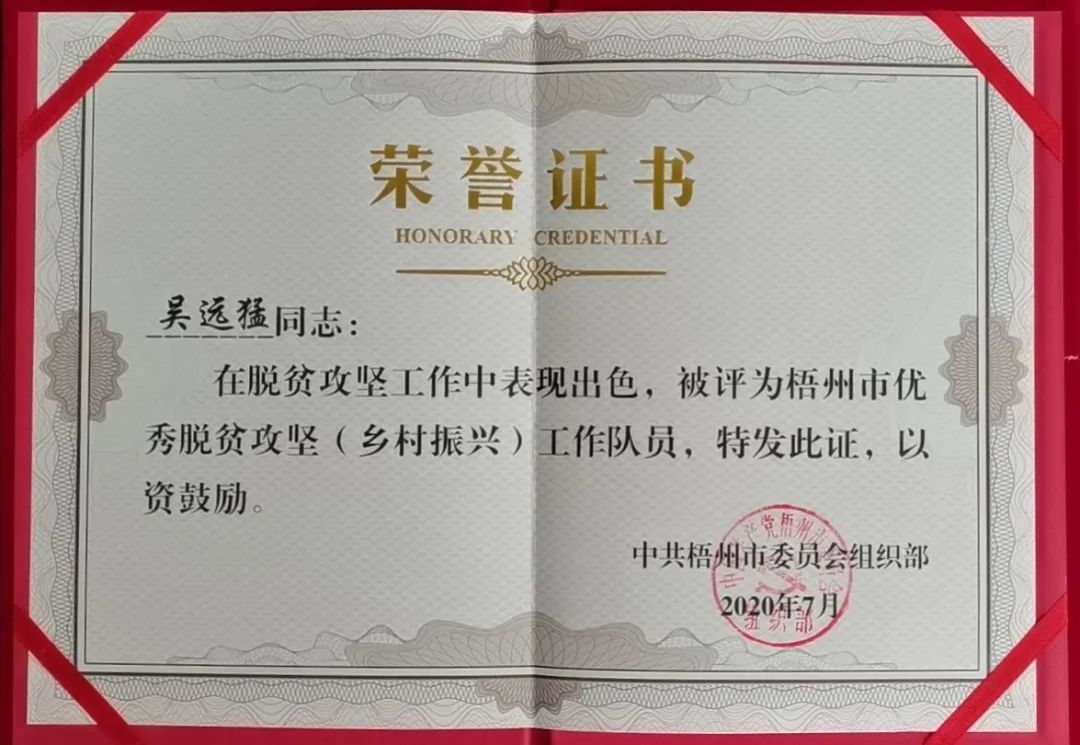 荣誉证书
HONORARY CREDENTIAL
吴远猛同志：
在脱贫攻坚工作中表现出色，被评为梧州市优
秀脱贫攻坚（乡村振兴）工作队员，特发此证，以
资鼓励。
中共梧州市委员会组织部
2020年7月
组织部